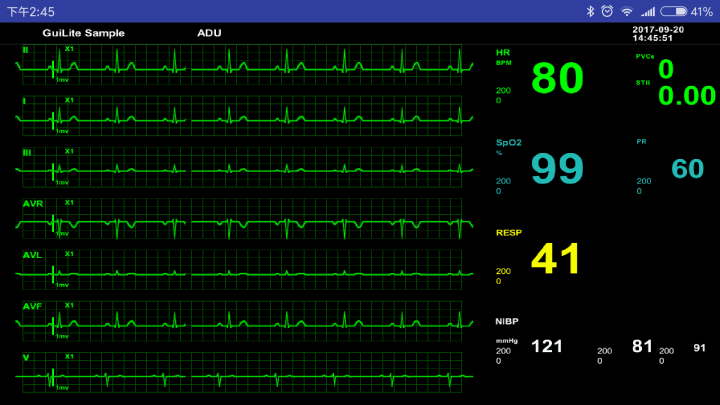 下午2:45 41%
GuiLite Sample ADU 2017-09-20
14:45:51
II X1
1mv
I X1
1mv
III X1
1mv
AVR X1
1mv
AVL X1
1mv
AVF X1
1mv
V X1
1mv
HR
BPM
200
0
80
PVCs
0
STII
0.00
SpO2
%
200
0
99
PR
200
0
60
RESP
200
0
41
NIBP
mmHg
200
0
121
200
0
81
200
0
91